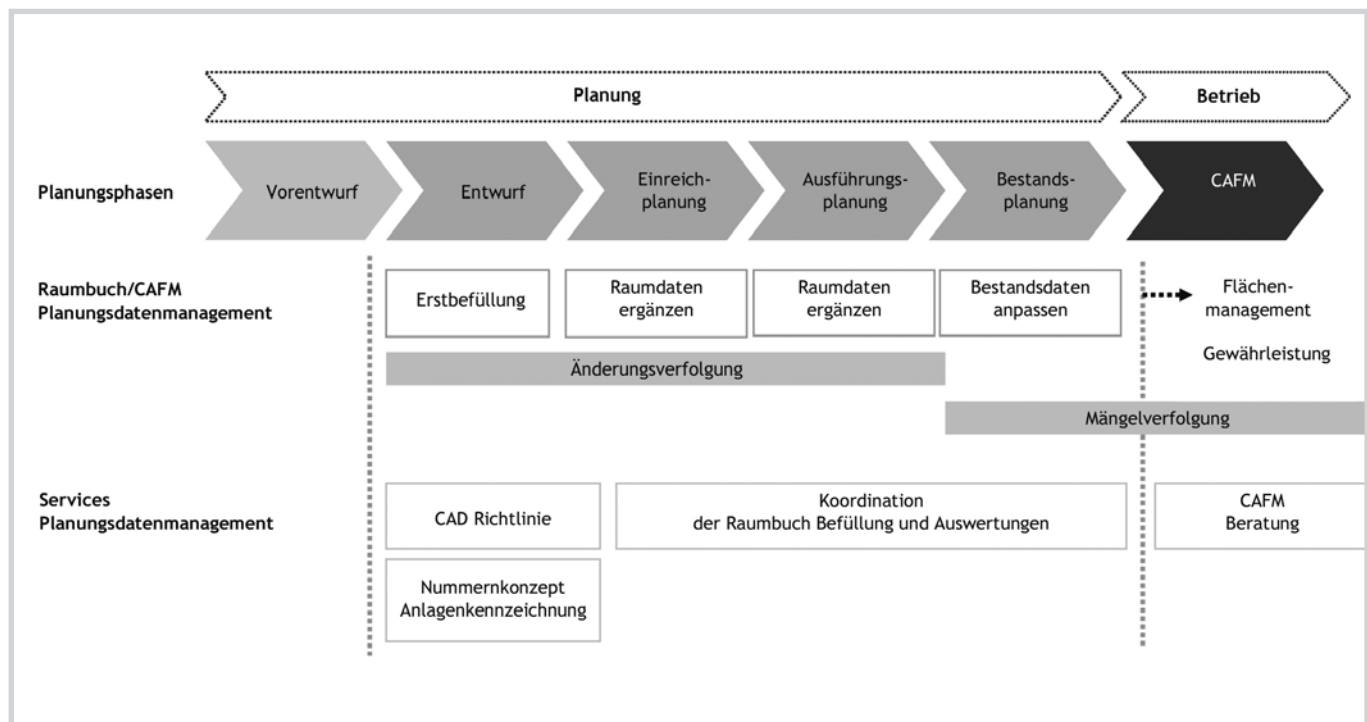 Planung
Betrieb
Planungsphasen
Vorentwurf
Entwurf
Einreich-
planung
Ausführungs-
planung
Bestands-
planung
CAFM
Raumbuch/CAFM
Planungsdatenmanagement
Erstbefüllung
Raumdaten
ergänzen
Raumdaten
ergänzen
Bestandsdaten
anpassen
Flächen-
management
Gewährleistung
Änderungsverfolgung
Mängelverfolgung
Services
Planungsdatenmanagement
CAD Richtlinie
Koordination
der Raumbuch Befüllung und Auswertungen
CAFM
Beratung
Nummernkonzept
Anlagenkennzeichnung